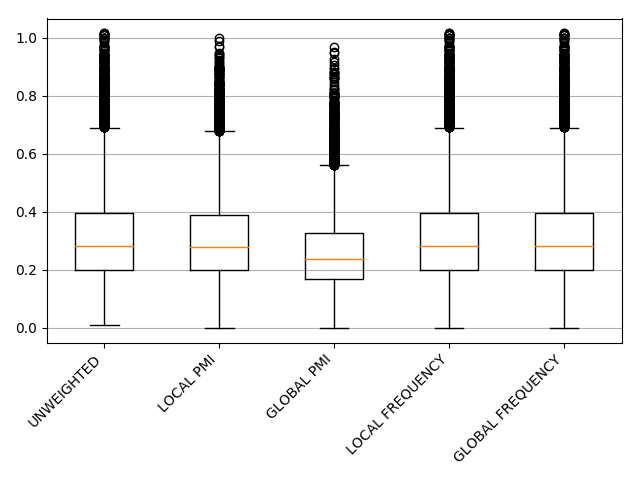 1.0
0.8
0.6
0.4
0.2
0.0
UNWEIGHTED
LOCAL PMI
GLOBAL PMI
LOCAL FREQUENCY
GLOBAL FREQUENCY